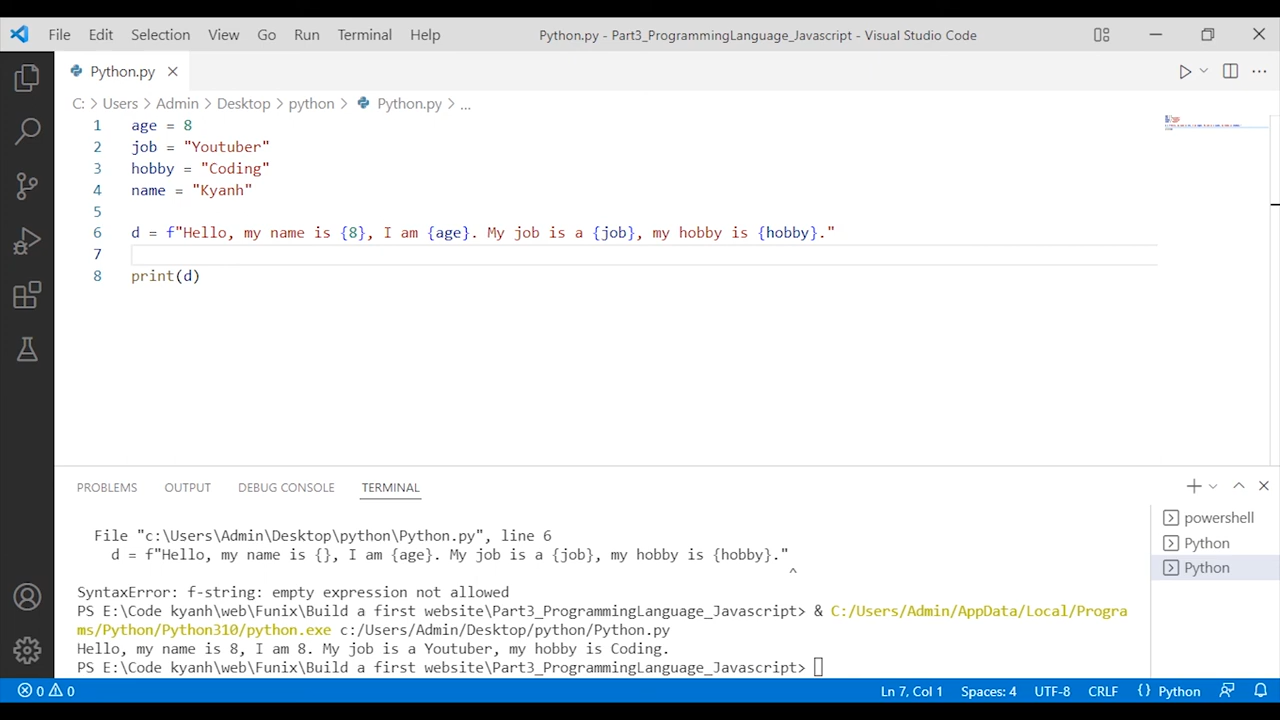 File Edit Selection View Go Run Terminal Help Python.py - Part3_ProgrammingLanguage_Javascript - Visual Studio Code
Python.py
C: > Users > Admin > Desktop > python > Python.py > ...
1 age = 8
2 job = "Youtuber"
3 hobby = "Coding"
4 name = "Kyanh"
5
6 d = f"Hello, my name is {8}, I am {age}. My job is a {job}, my hobby is {hobby}."
7
8 print(d)
PROBLEMS OUTPUT DEBUG CONSOLE TERMINAL
File "c:\Users\Admin\Desktop\python\Python.py", line 6
d = f"Hello, my name is {}, I am {age}. My job is a {job}, my hobby is {hobby}."
^
SyntaxError: f-string: empty expression not allowed
PS E:\Code kyanh\web\Funix\Build a first website\Part3_ProgrammingLanguage_Javascript> & C:/Users/Admin/AppData/Local/Progra
ms/Python/Python310/python.exe c:/Users/Admin/Desktop/python/Python.py
Hello, my name is 8, I am 8. My job is a Youtuber, my hobby is Coding.
PS E:\Code kyanh\web\Funix\Build a first website\Part3_ProgrammingLanguage_Javascript>
powershell
Python
Python
0 0 Ln 7, Col 1 Spaces: 4 UTF-8 CRLF {} Python